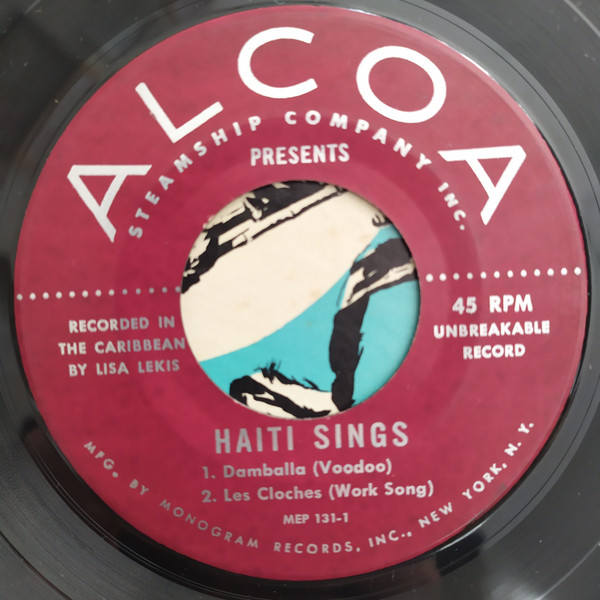 ALCOA
STEAMSHIP COMPANY INC.
PRESENTS
RECORDED IN
THE CARIBBEAN
BY LISA LEKIS
45 RPM
UNBREAKABLE
RECORD
HAITI SINGS
1. Damballa (Voodoo)
2. Les Cloches (Work Song)
MEP 131-1
MFG. BY MONOGRAM RECORDS, INC., NEW YORK, N. Y.